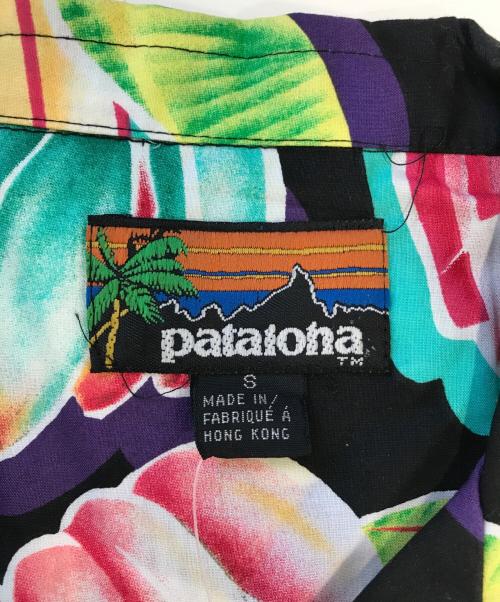 pataloha
TM
S
MADE IN/
FABRIQUÉ Á
HONG KONG